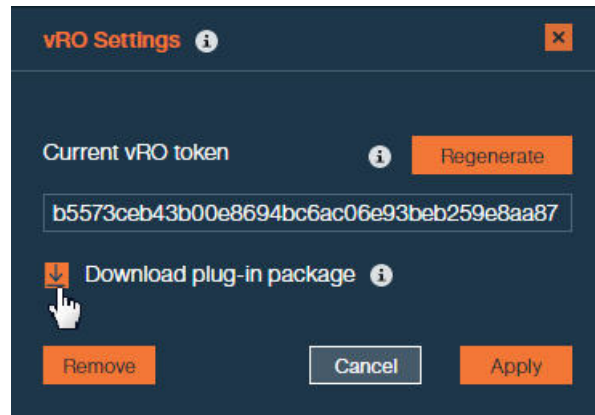 vRO Settings
Current vRO token
Regenerate
b5573ceb43b00e8694bc6ac06e93beb259e8aa87
Download plug-in package
Remove
Cancel
Apply